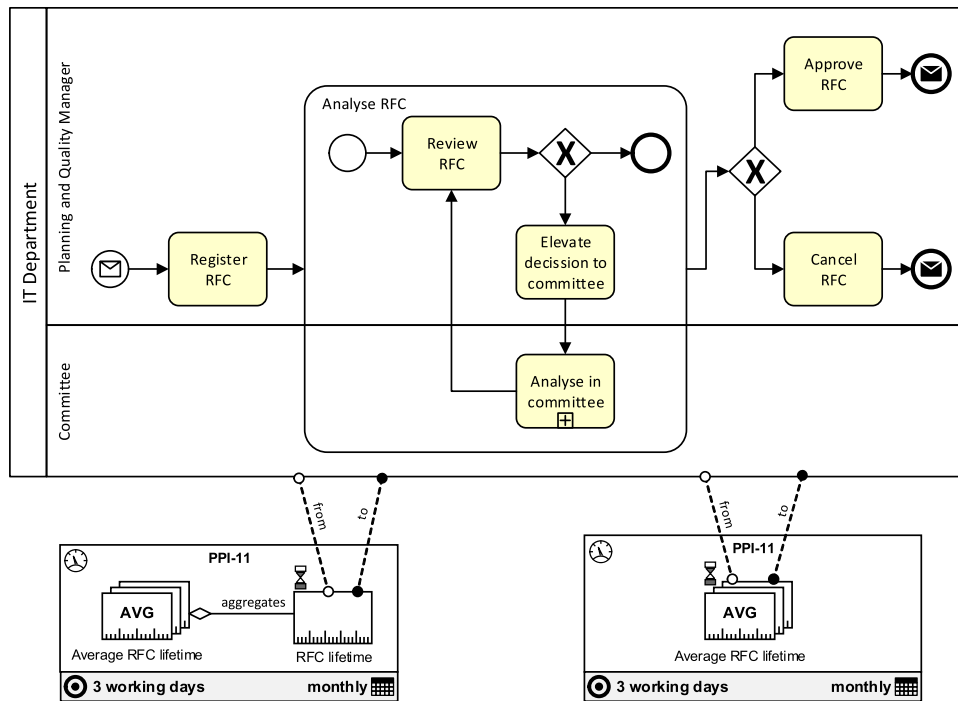 IT Department
Planning and Quality Manager
Committee
Analyse RFC
Review
RFC
X
Elevate
decission to
committee
Analyse in
committee
Register
RFC
X
Approve
RFC
Cancel
RFC
from
to
PPI-11
AVG
aggregates
Average RFC lifetime
RFC lifetime
3 working days
monthly
from
to
PPI-11
AVG
Average RFC lifetime
3 working days
monthly